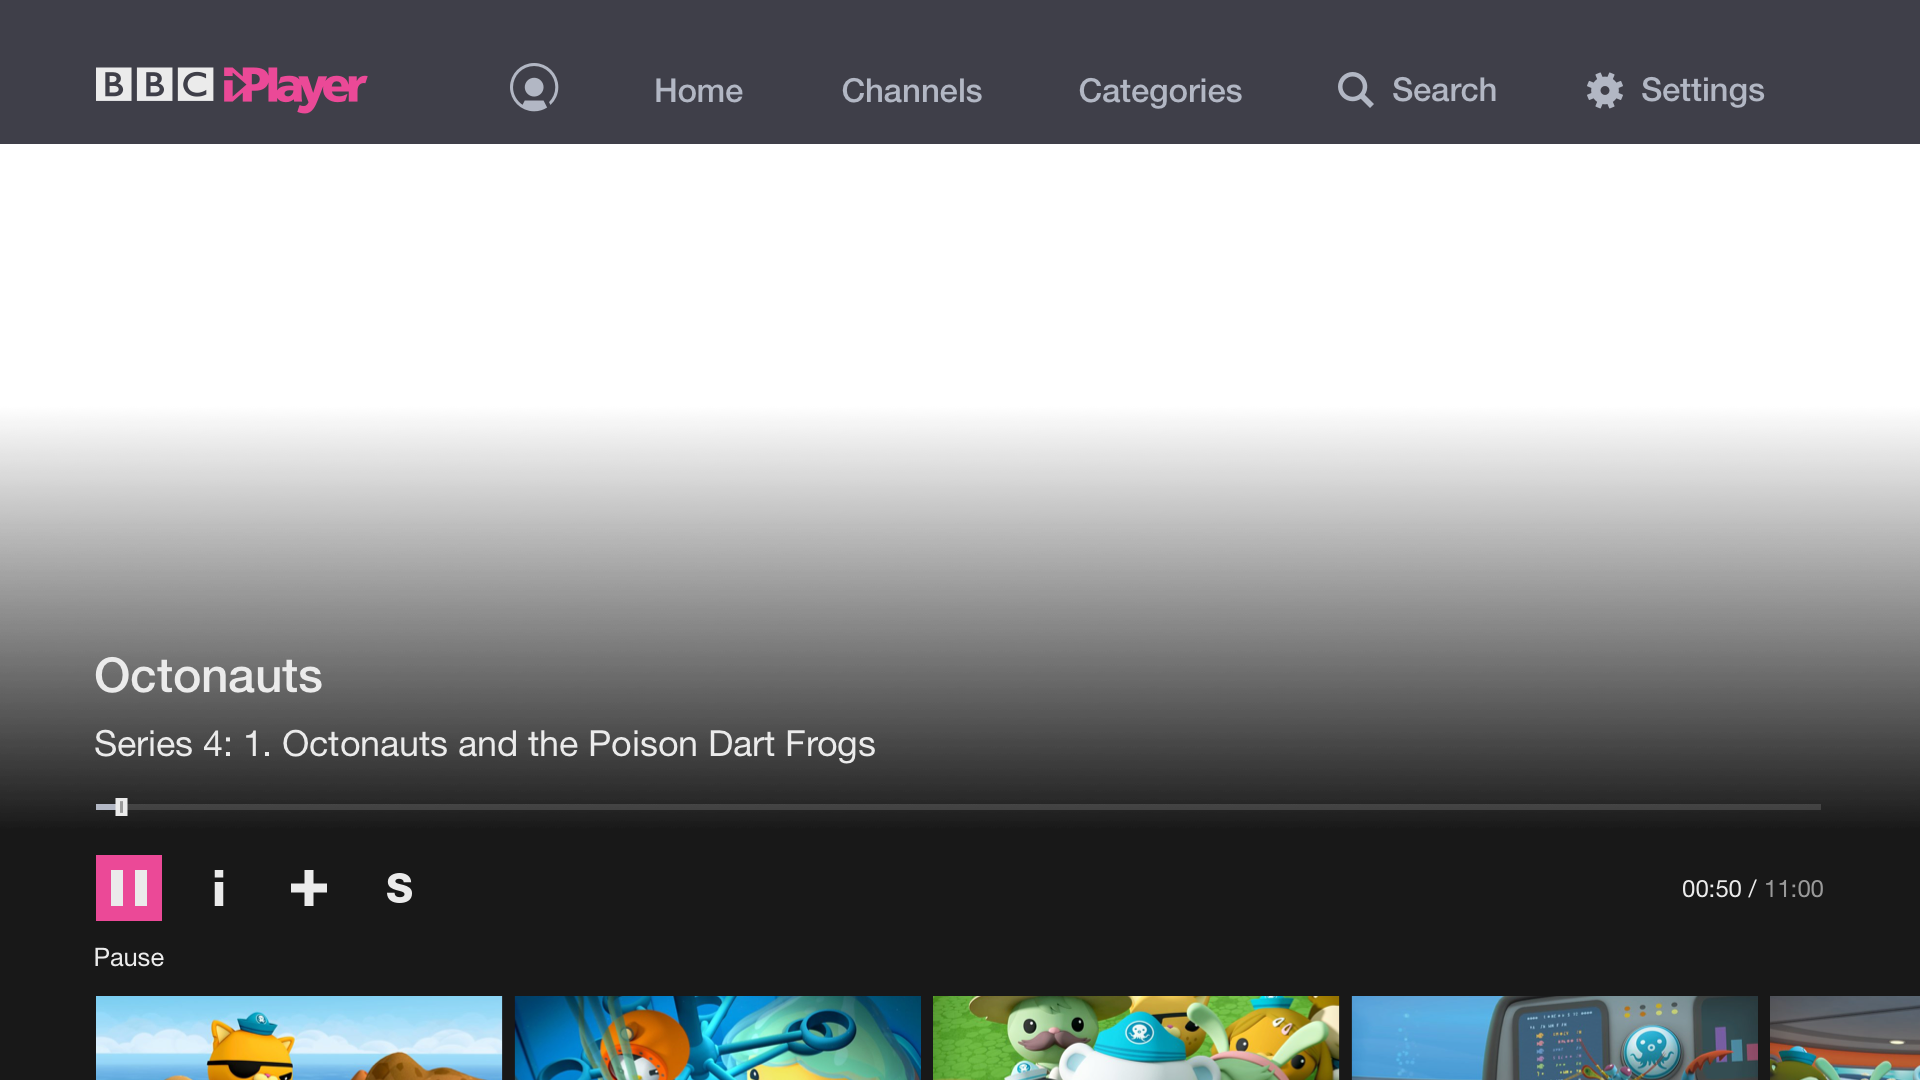 BBC iPlayer
Home
Channels
Categories
Search
Settings
Octonauts
Series 4: 1. Octonauts and the Poison Dart Frogs
i
S
00:50 / 11:00
Pause